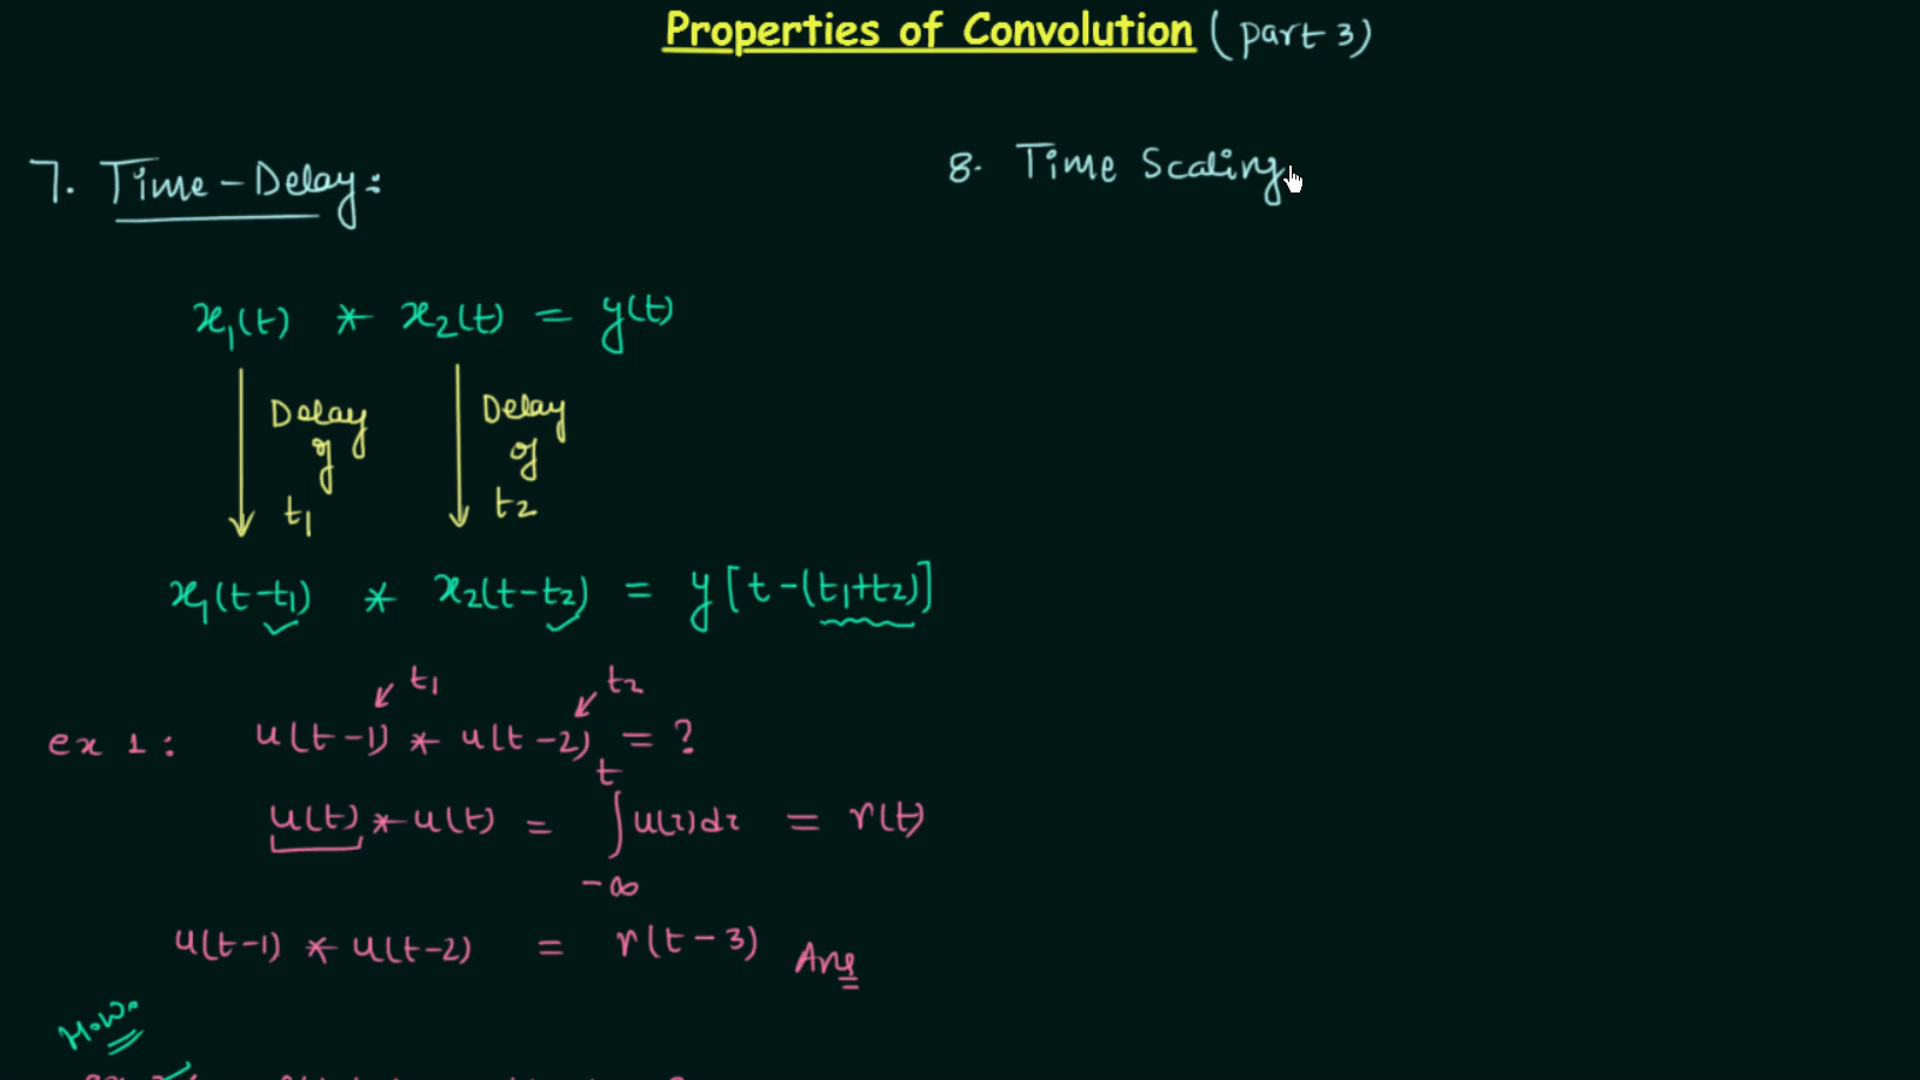 Properties of Convolution (part 3)
7. Time-Delay:
x₁(t) * x₂(t) = y(t)
Delay of t₁
Delay of t₂
x₁(t-t₁) * x₂(t-t₂) = y[t-(t₁+t₂)]
t₁ t₂
ex 1: u(t-1) * u(t-2) = ?
u(t) * u(t) = ∫_{-∞}^{t} u(τ)dτ = r(t)
u(t-1) * u(t-2) = r(t-3) Ans
H.W.
8. Time Scaling